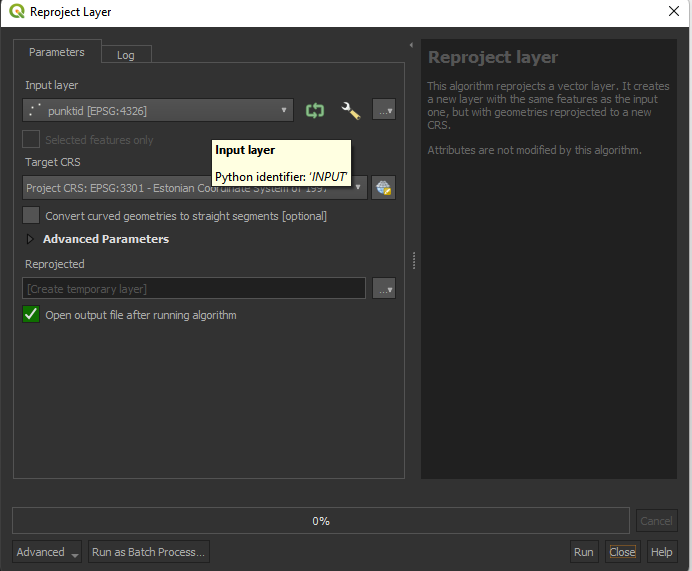 Reproject Layer
Parameters
Log
Input layer
punktid [EPSG:4326]
...
Selected features only
Input layer
Python identifier: 'INPUT'
Target CRS
Project CRS: EPSG:3301 - Estonian Coordinate System of 1997
Convert curved geometries to straight segments [optional]
Advanced Parameters
Reprojected
[Create temporary layer]
...
Open output file after running algorithm
Reproject layer
This algorithm reprojects a vector layer. It creates
a new layer with the same features as the input
one, but with geometries reprojected to a new
CRS.
Attributes are not modified by this algorithm.
0%
Cancel
Advanced
Run as Batch Process...
Run
Close
Help